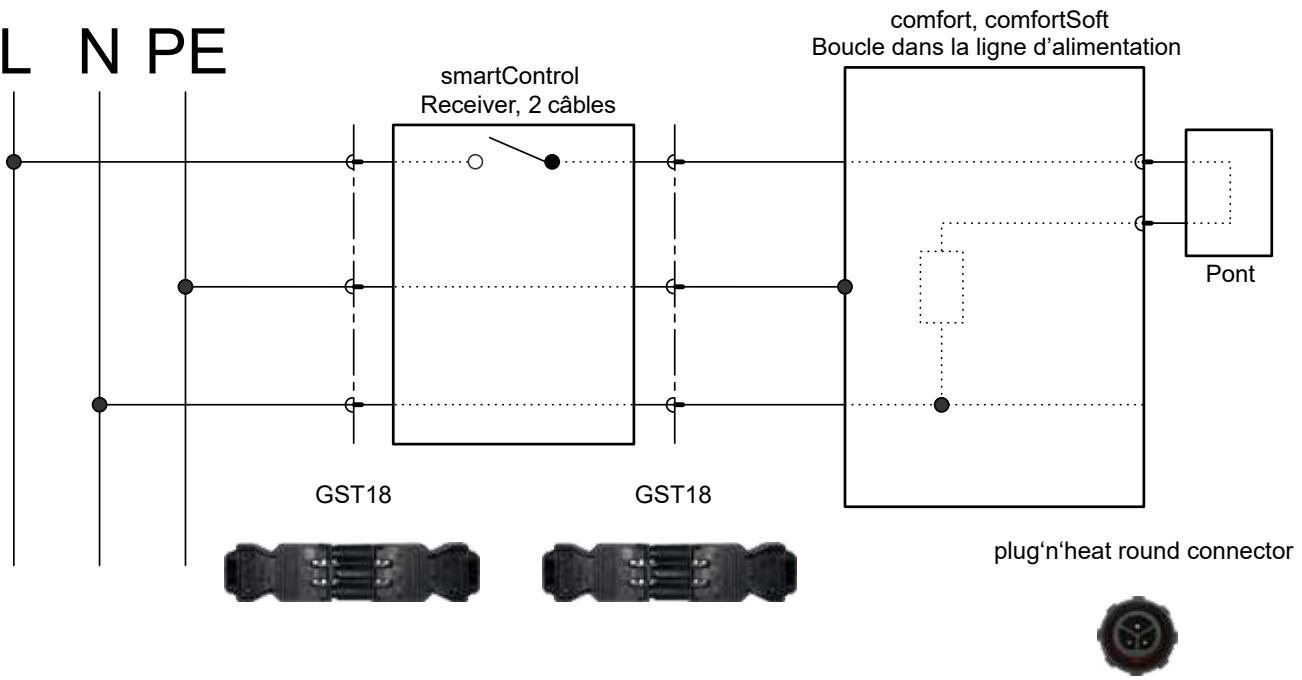 L N PE
smartControl
Receiver, 2 câbles
comfort, comfortSoft
Boucle dans la ligne d’alimentation
Pont
GST18
GST18
plug‘n‘heat round connector